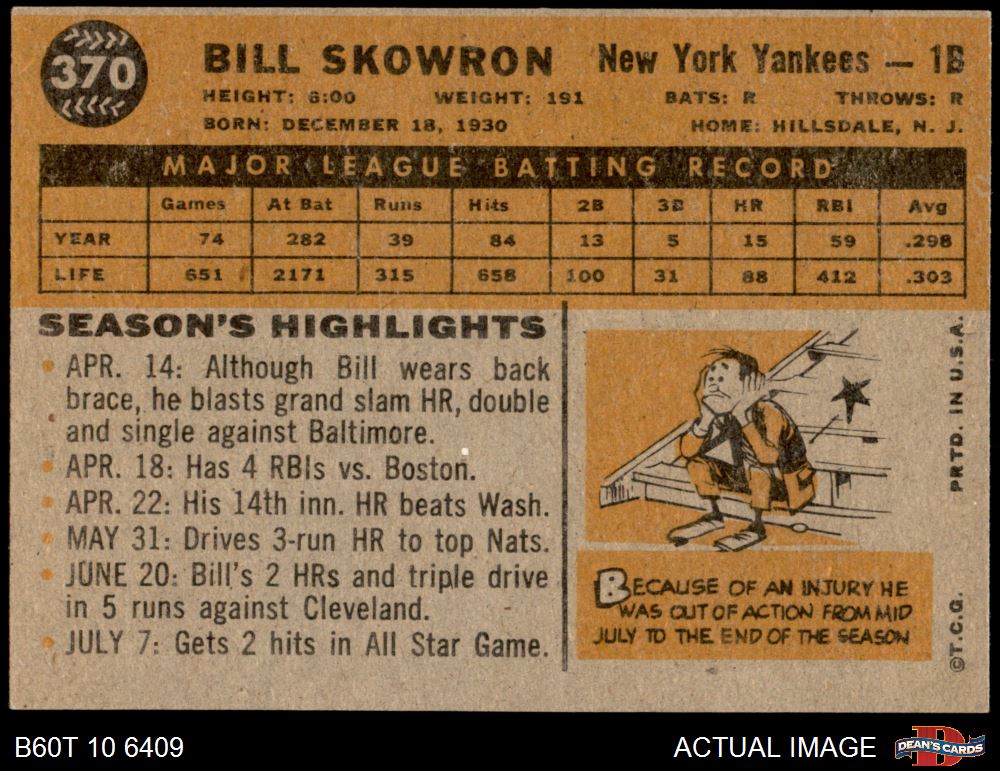 370
BILL SKOWRON New York Yankees — 1B
HEIGHT: 6:00 WEIGHT: 191 BATS: R THROWS: R
BORN: DECEMBER 18, 1930 HOME: HILLSDALE, N. J.
MAJOR LEAGUE BATTING RECORD
Games At Bat Runs Hits 2B 3B HR RBI Avg
YEAR 74 282 39 84 13 5 15 59 .298
LIFE 651 2171 315 658 100 31 88 412 .303
SEASON'S HIGHLIGHTS
• APR. 14: Although Bill wears back
brace, he blasts grand slam HR, double
and single against Baltimore.
• APR. 18: Has 4 RBIs vs. Boston.
• APR. 22: His 14th inn. HR beats Wash.
• MAY 31: Drives 3-run HR to top Nats.
• JUNE 20: Bill's 2 HRs and triple drive
in 5 runs against Cleveland.
• JULY 7: Gets 2 hits in All Star Game.
BECAUSE OF AN INJURY HE
WAS OUT OF ACTION FROM MID
JULY TO THE END OF THE SEASON
©T.C.G. PRTD. IN U.S.A.
B60T 10 6409 ACTUAL IMAGE D DEAN'S CARDS